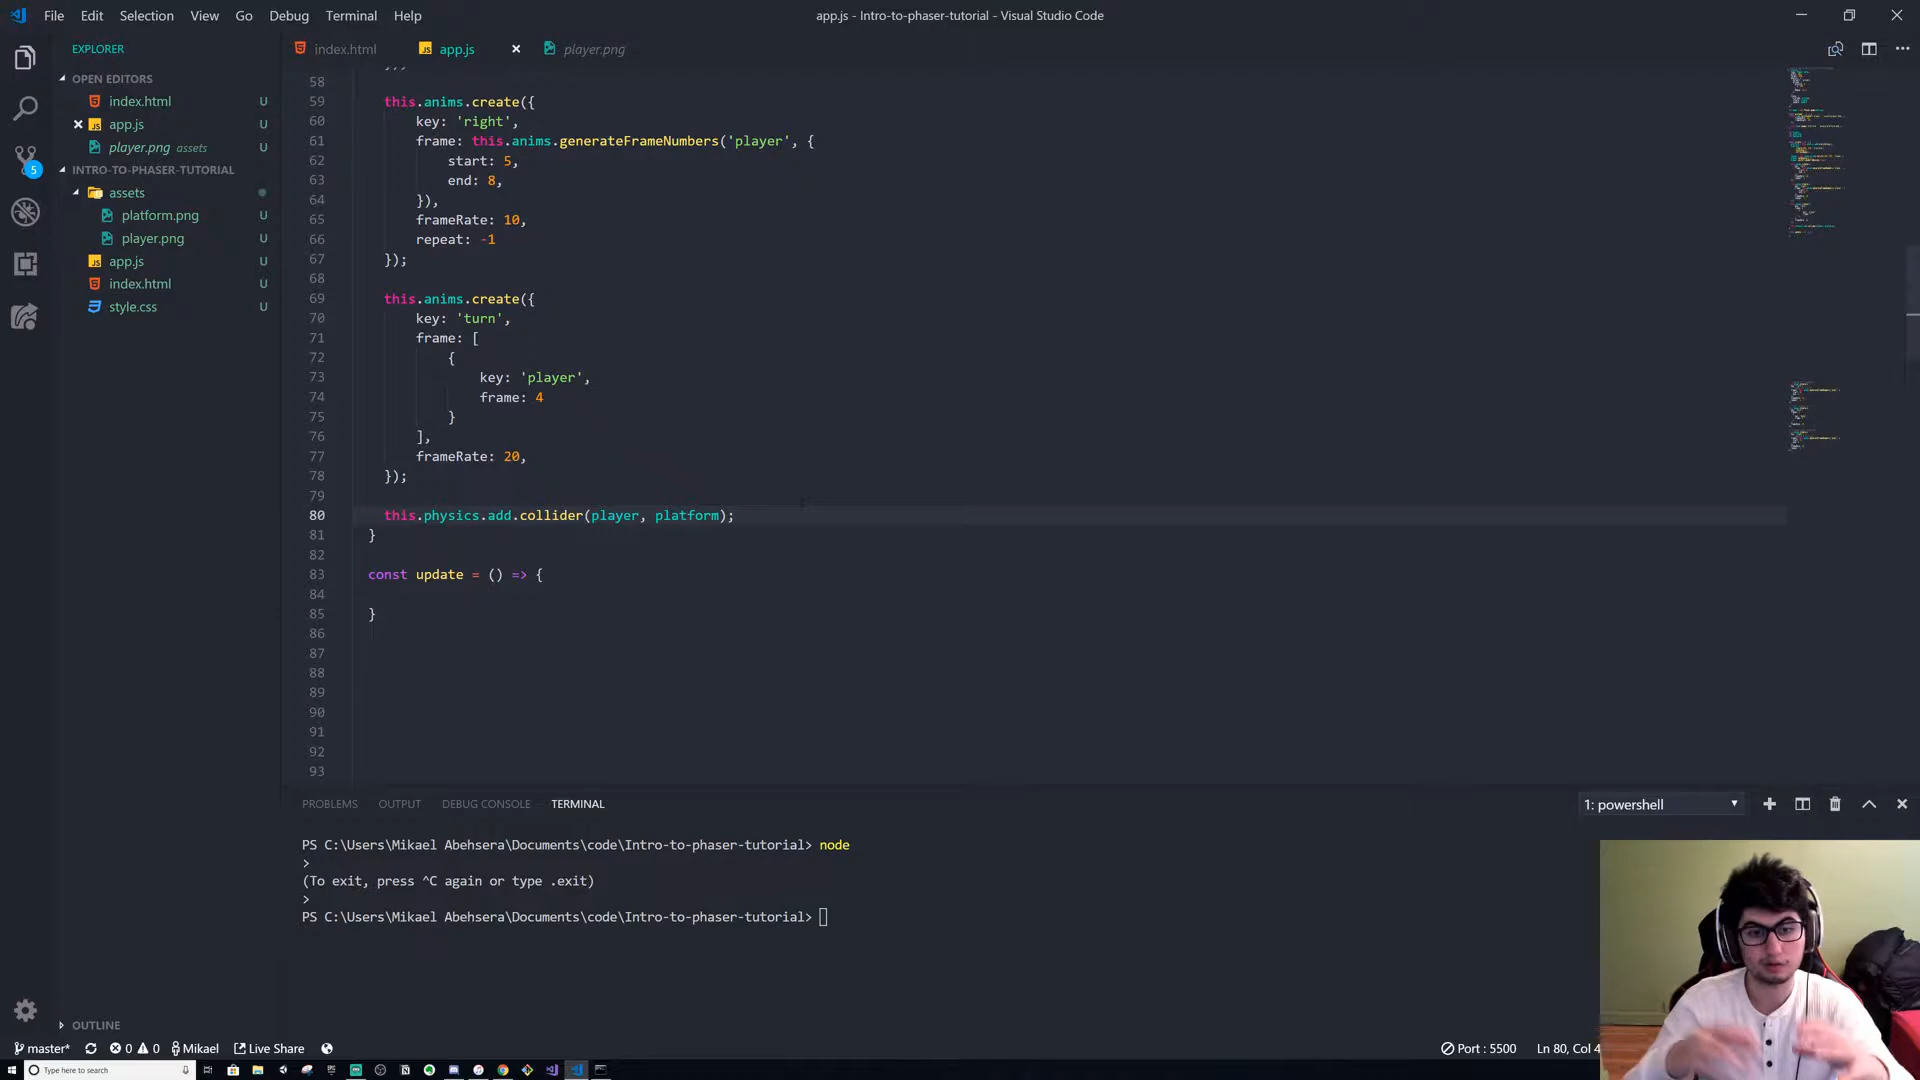 File Edit Selection View Go Debug Terminal Help
app.js - Intro-to-phaser-tutorial - Visual Studio Code
EXPLORER
index.html
app.js
player.png
OPEN EDITORS
index.html U
app.js U
player.png assets U
INTRO-TO-PHASER-TUTORIAL
assets
platform.png U
player.png U
app.js U
index.html U
style.css U
5
OUTLINE
58
59 this.anims.create({
60 key: 'right',
61 frame: this.anims.generateFrameNumbers('player', {
62 start: 5,
63 end: 8,
64 }),
65 frameRate: 10,
66 repeat: -1
67 });
68
69 this.anims.create({
70 key: 'turn',
71 frame: [
72 {
73 key: 'player',
74 frame: 4
75 }
76 ],
77 frameRate: 20,
78 });
79
80 this.physics.add.collider(player, platform);
81 }
82
83 const update = () => {
84
85 }
86
87
88
89
90
91
92
93
PROBLEMS OUTPUT DEBUG CONSOLE TERMINAL
1: powershell
PS C:\Users\Mikael Abehsera\Documents\code\Intro-to-phaser-tutorial> node
>
(To exit, press ^C again or type .exit)
>
PS C:\Users\Mikael Abehsera\Documents\code\Intro-to-phaser-tutorial>
master* 0 0 Mikael Live Share
Port : 5500 Ln 80, Col 4
Type here to search